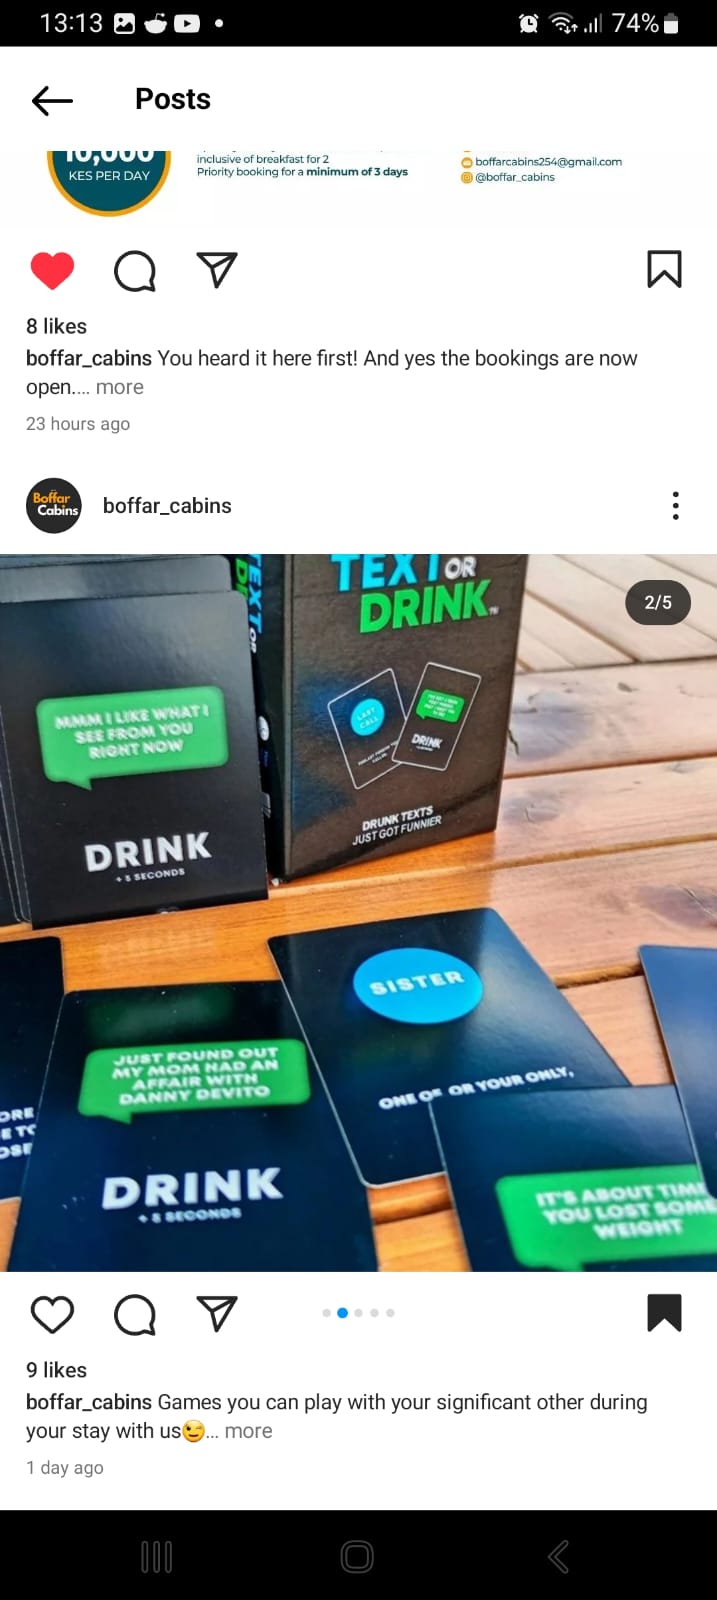 13:13
74%
Posts
10,000
KES PER DAY
inclusive of breakfast for 2
Priority booking for a minimum of 3 days
boffarcabins254@gmail.com
@boffar_cabins
8 likes
boffar_cabins You heard it here first! And yes the bookings are now
open.... more
23 hours ago
Boffar
Cabins
boffar_cabins
2/5
TEXT OR
DRINK
TEXT OR
TEXT OR
DRINK
MMM I LIKE WHAT I
SEE FROM YOU
RIGHT NOW
DRINK
+ 5 SECONDS
LAST
CALL
DRINK
DRUNK TEXTS
JUST GOT FUNNIER
SISTER
ONE OF OR YOUR ONLY,
JUST FOUND OUT
MY MOM HAD AN
AFFAIR WITH
DANNY DEVITO
DRINK
+ 5 SECONDS
IT'S ABOUT TIME
YOU LOST SOME
WEIGHT
9 likes
boffar_cabins Games you can play with your significant other during
your stay with us😉... more
1 day ago